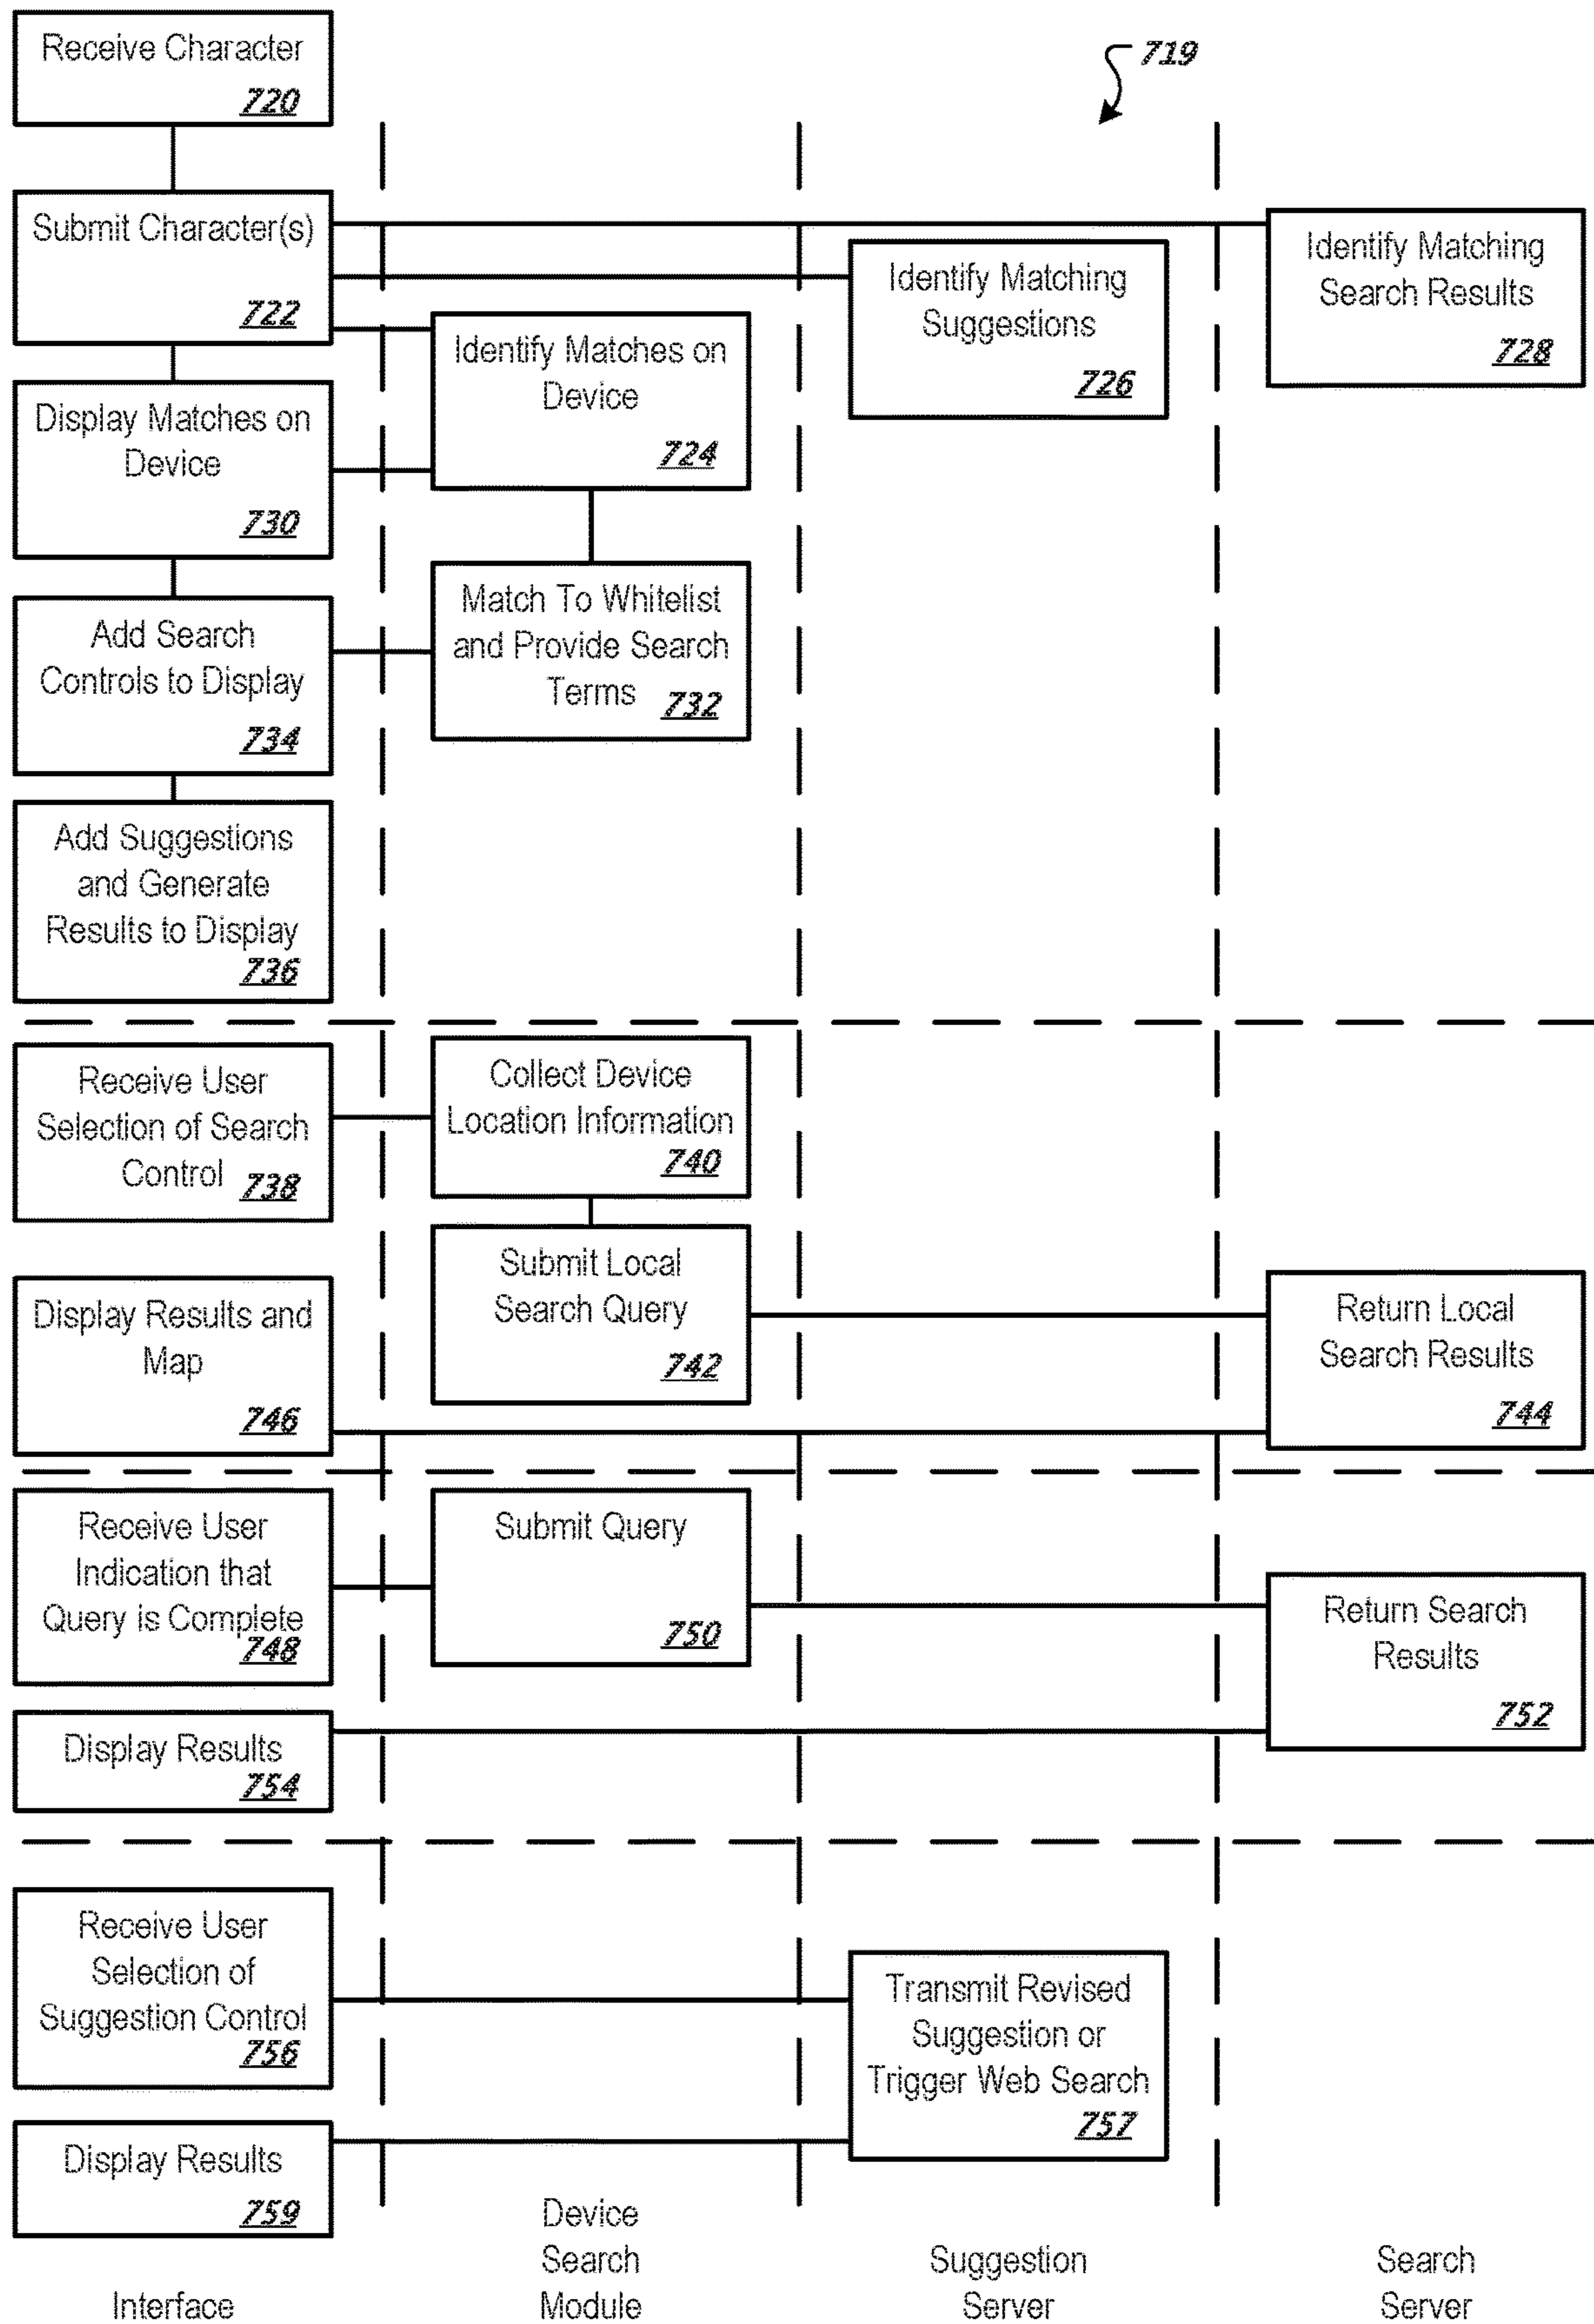 Receive Character
720
719
Submit Character(s)
722
Identify Matching
Search Results
728
Identify Matching
Suggestions
726
Identify Matches on
Device
724
Display Matches on
Device
730
Match To Whitelist
and Provide Search
Terms 732
Add Search
Controls to Display
734
Add Suggestions
and Generate
Results to Display
736
Receive User
Selection of Search
Control 738
Collect Device
Location Information
740
Submit Local
Search Query
742
Return Local
Search Results
744
Display Results and
Map
746
Receive User
Indication that
Query is Complete
748
Submit Query
750
Return Search
Results
752
Display Results
754
Receive User
Selection of
Suggestion Control
756
Transmit Revised
Suggestion or
Trigger Web Search
757
Display Results
759
Interface
Device
Search
Module
Suggestion
Server
Search
Server